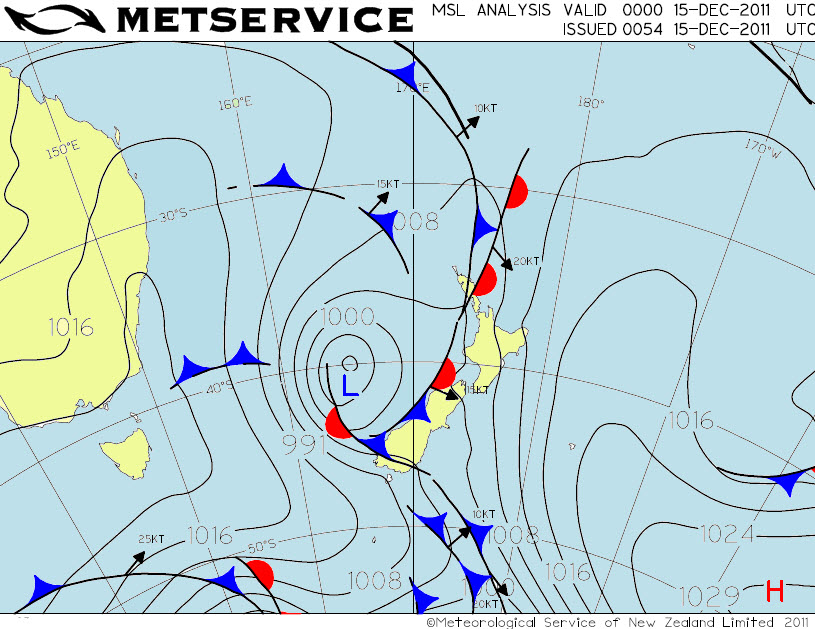 METSERVICE
MSL ANALYSIS VALID 0000 15-DEC-2011 UTC
ISSUED 0054 15-DEC-2011 UTC
170°E
160°E
180°
10KT
150°E
170°W
15KT
30°S
1008
20KT
1000
1016
L
40°S
15KT
1016
991
10KT
1016
25KT
50°S
1008
1024
1008
1016
1029 H
20KT
©Meteorological Service of New Zealand Limited 2011